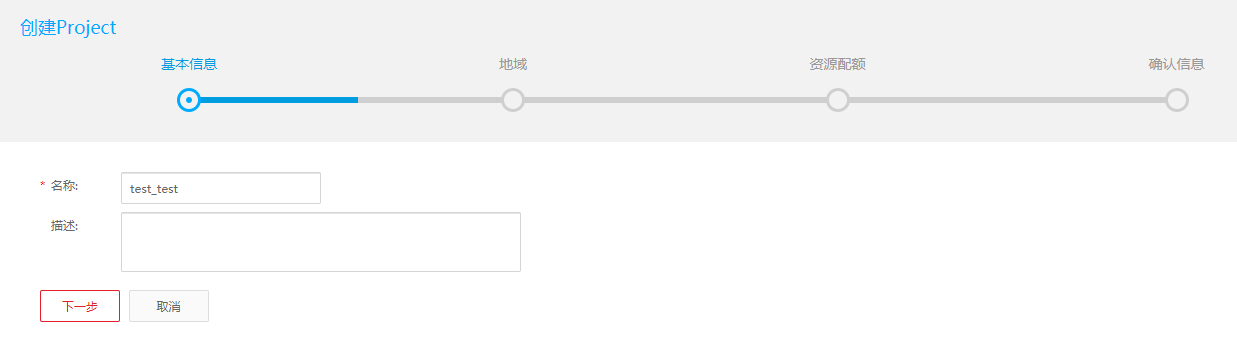 创建Project
基本信息 地域 资源配额 确认信息
* 名称: test_test
描述:
下一步 取消